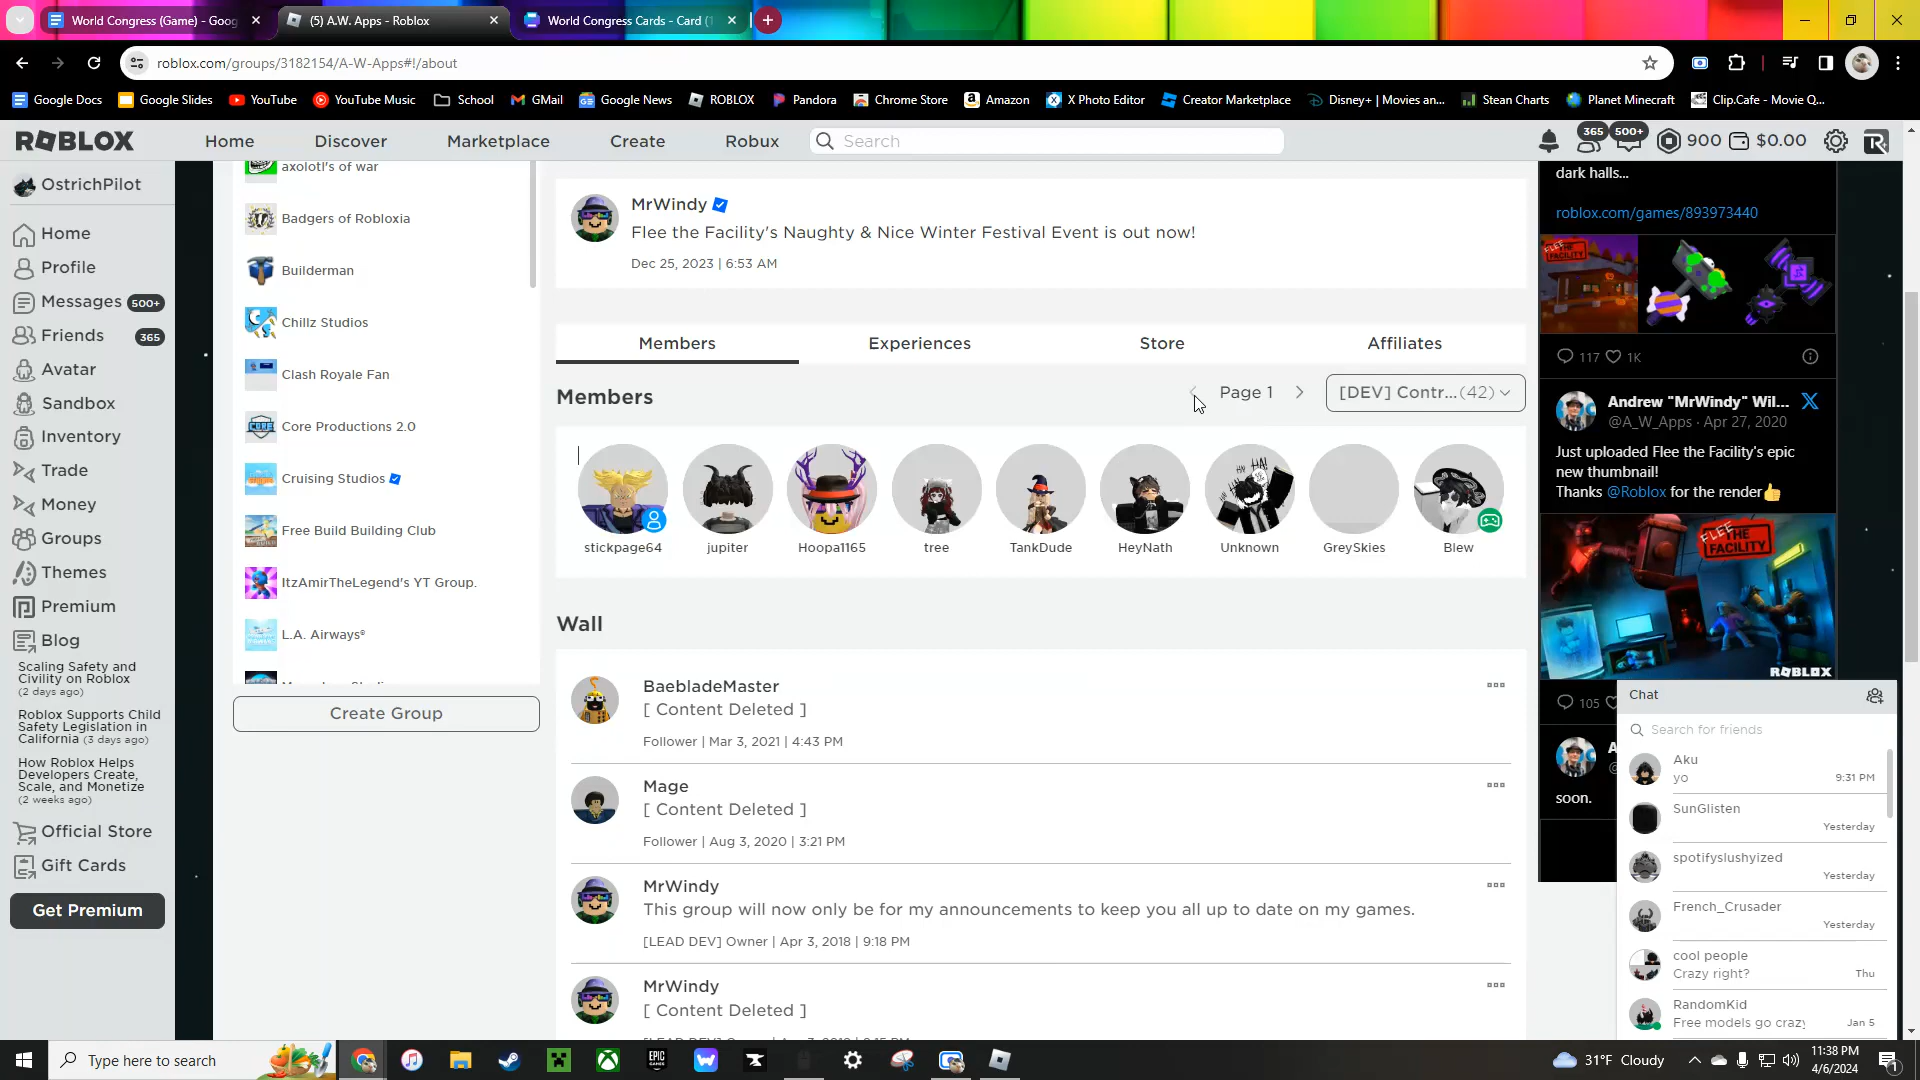 World Congress (Game) - Goog
(5) A.W. Apps - Roblox
World Congress Cards - Card (1
roblox.com/groups/3182154/A-W-Apps#!/about
Google Docs
Google Slides
YouTube
YouTube Music
School
GMail
Google News
ROBLOX
Pandora
Chrome Store
Amazon
X Photo Editor
Creator Marketplace
Disney+ | Movies an...
Stean Charts
Planet Minecraft
Clip.Cafe - Movie Q...
ROBLOX
Home
Discover
Marketplace
Create
Robux
Search
365
500+
900
$0.00
OstrichPilot
Home
Profile
Messages 500+
Friends 365
Avatar
Sandbox
Inventory
Trade
Money
Groups
Themes
Premium
Blog
Scaling Safety and
Civility on Roblox
(2 days ago)
Roblox Supports Child
Safety Legislation in
California (3 days ago)
How Roblox Helps
Developers Create,
Scale, and Monetize
(2 weeks ago)
Official Store
Gift Cards
Get Premium
axolotl's of war
Badgers of Robloxia
Builderman
Chillz Studios
Clash Royale Fan
Core Productions 2.0
Cruising Studios
Free Build Building Club
ItzAmirTheLegend's YT Group.
L.A. Airways®
Create Group
MrWindy
Flee the Facility's Naughty & Nice Winter Festival Event is out now!
Dec 25, 2023 | 6:53 AM
Members
Experiences
Store
Affiliates
Members
Page 1
[DEV] Contr...(42)
stickpage64
jupiter
Hoopa1165
tree
TankDude
HeyNath
Unknown
GreySkies
Blew
Wall
BaebladeMaster
[ Content Deleted ]
Follower | Mar 3, 2021 | 4:43 PM
Mage
[ Content Deleted ]
Follower | Aug 3, 2020 | 3:21 PM
MrWindy
This group will now only be for my announcements to keep you all up to date on my games.
[LEAD DEV] Owner | Apr 3, 2018 | 9:18 PM
MrWindy
[ Content Deleted ]
dark halls...
roblox.com/games/893973440
FLEE THE FACILITY
117
1K
Andrew "MrWindy" Wil...
@A_W_Apps · Apr 27, 2020
Just uploaded Flee the Facility's epic
new thumbnail!
Thanks @Roblox for the render
FLEE THE FACILITY
ROBLOX
105
soon.
Chat
Search for friends
Aku
yo
9:31 PM
SunGlisten
Yesterday
spotifyslushyized
Yesterday
French_Crusader
Yesterday
cool people
Crazy right?
Thu
RandomKid
Free models go crazy
Jan 5
Type here to search
EPIC GAMES
31°F Cloudy
11:38 PM
4/6/2024
1